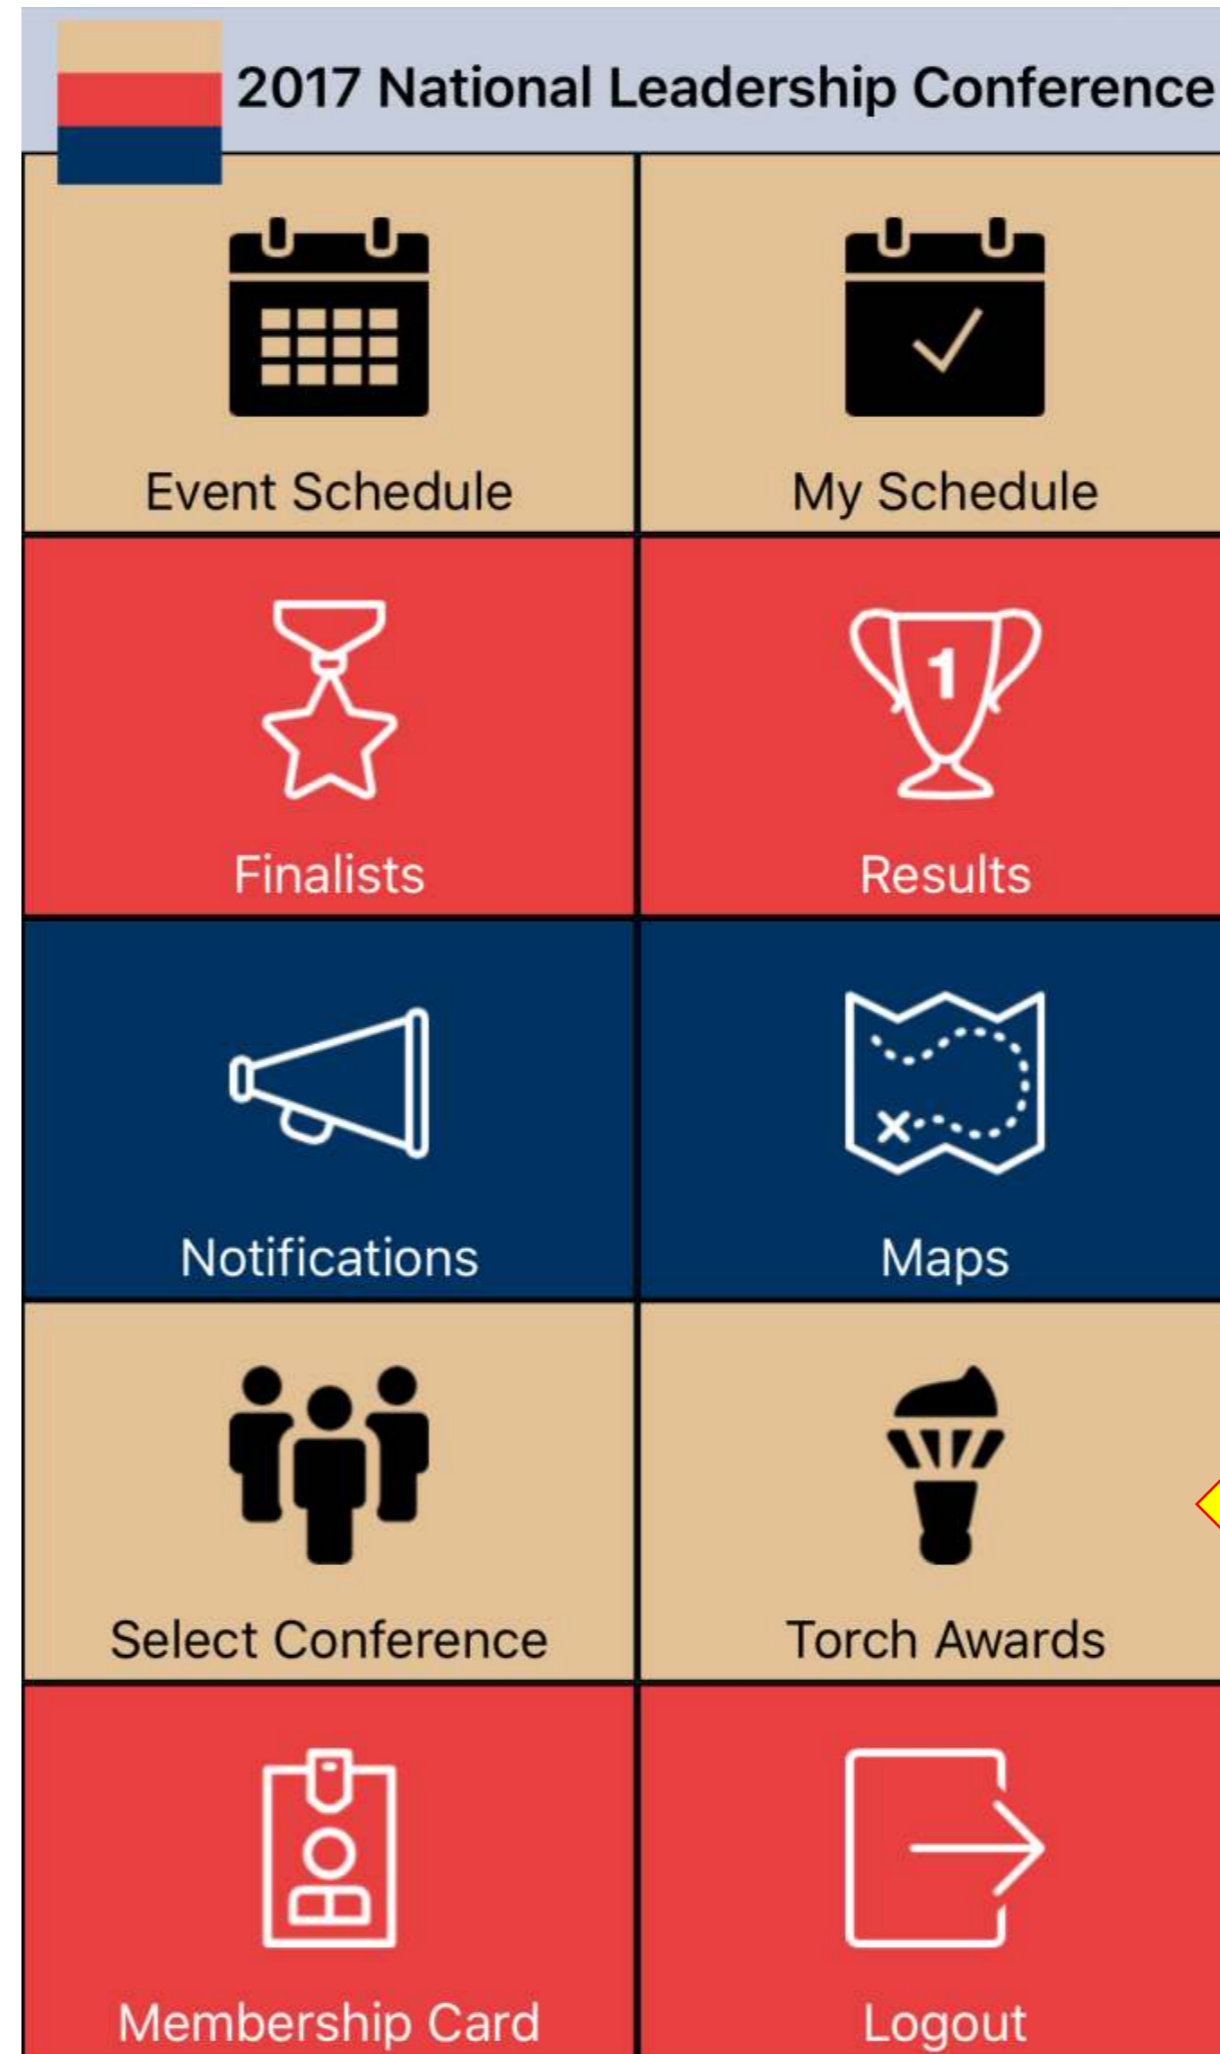 2017 National Leadership Conference
Event Schedule
My Schedule
Finalists
1
Results
Notifications
Maps
Select Conference
Torch Awards
Membership Card
Logout